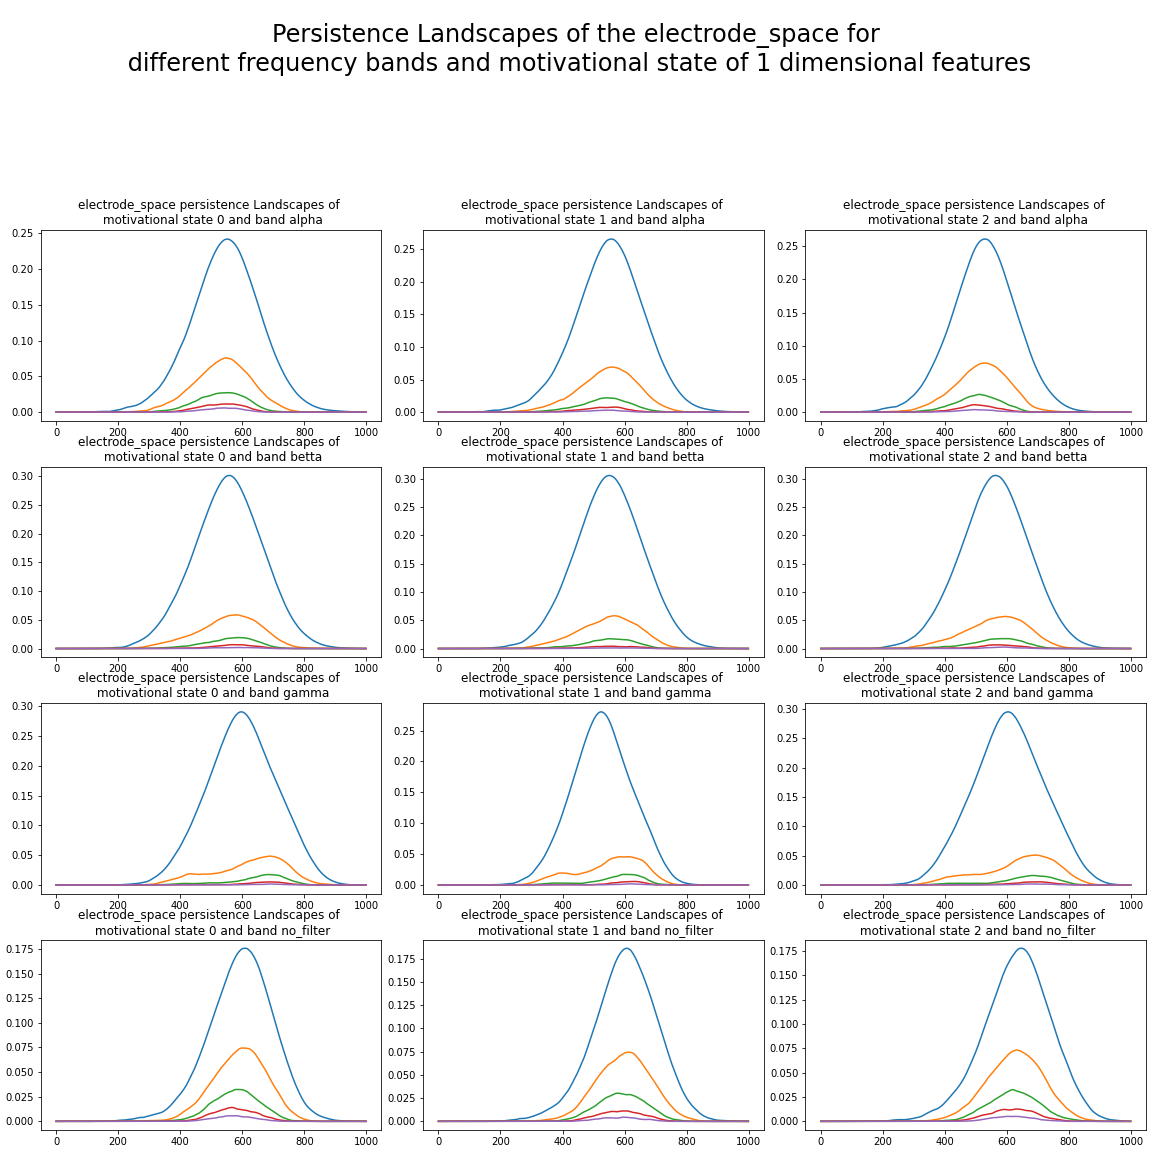 Persistence Landscapes of the electrode_space for
different frequency bands and motivational state of 1 dimensional features
electrode_space persistence Landscapes of
motivational state 0 and band alpha
0.25
0.20
0.15
0.10
0.05
0.00
0 200 400 600 800 1000
electrode_space persistence Landscapes of
motivational state 1 and band alpha
0.25
0.20
0.15
0.10
0.05
0.00
0 200 400 600 800 1000
electrode_space persistence Landscapes of
motivational state 2 and band alpha
0.25
0.20
0.15
0.10
0.05
0.00
0 200 400 600 800 1000
electrode_space persistence Landscapes of
motivational state 0 and band betta
0.30
0.25
0.20
0.15
0.10
0.05
0.00
0 200 400 600 800 1000
electrode_space persistence Landscapes of
motivational state 1 and band betta
0.30
0.25
0.20
0.15
0.10
0.05
0.00
0 200 400 600 800 1000
electrode_space persistence Landscapes of
motivational state 2 and band betta
0.30
0.25
0.20
0.15
0.10
0.05
0.00
0 200 400 600 800 1000
electrode_space persistence Landscapes of
motivational state 0 and band gamma
0.30
0.25
0.20
0.15
0.10
0.05
0.00
0 200 400 600 800 1000
electrode_space persistence Landscapes of
motivational state 1 and band gamma
0.25
0.20
0.15
0.10
0.05
0.00
0 200 400 600 800 1000
electrode_space persistence Landscapes of
motivational state 2 and band gamma
0.30
0.25
0.20
0.15
0.10
0.05
0.00
0 200 400 600 800 1000
electrode_space persistence Landscapes of
motivational state 0 and band no_filter
0.175
0.150
0.125
0.100
0.075
0.050
0.025
0.000
0 200 400 600 800 1000
electrode_space persistence Landscapes of
motivational state 1 and band no_filter
0.175
0.150
0.125
0.100
0.075
0.050
0.025
0.000
0 200 400 600 800 1000
electrode_space persistence Landscapes of
motivational state 2 and band no_filter
0.175
0.150
0.125
0.100
0.075
0.050
0.025
0.000
0 200 400 600 800 1000